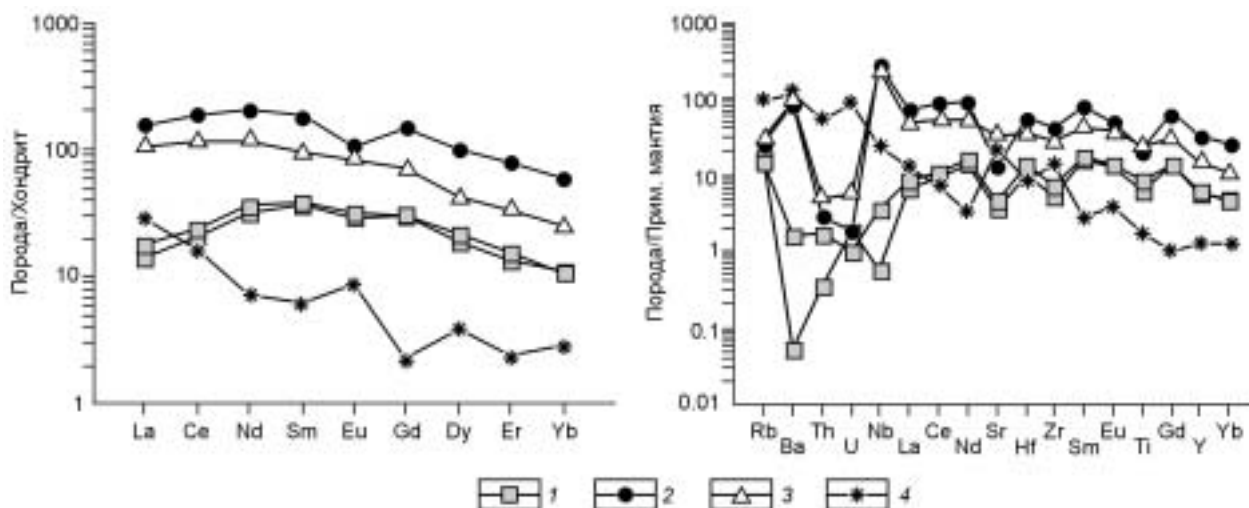 1000
100
10
1
Порода/Хондрит
La Ce Nd Sm Eu Gd Dy Er Yb
1000
100
10
1
0.1
0.01
Порода/Прим. мантия
Rb Th Nb Ce Sr Zr Eu Gd Yb
Ba U La Nd Hf Sm Ti Y
1 2 3 4